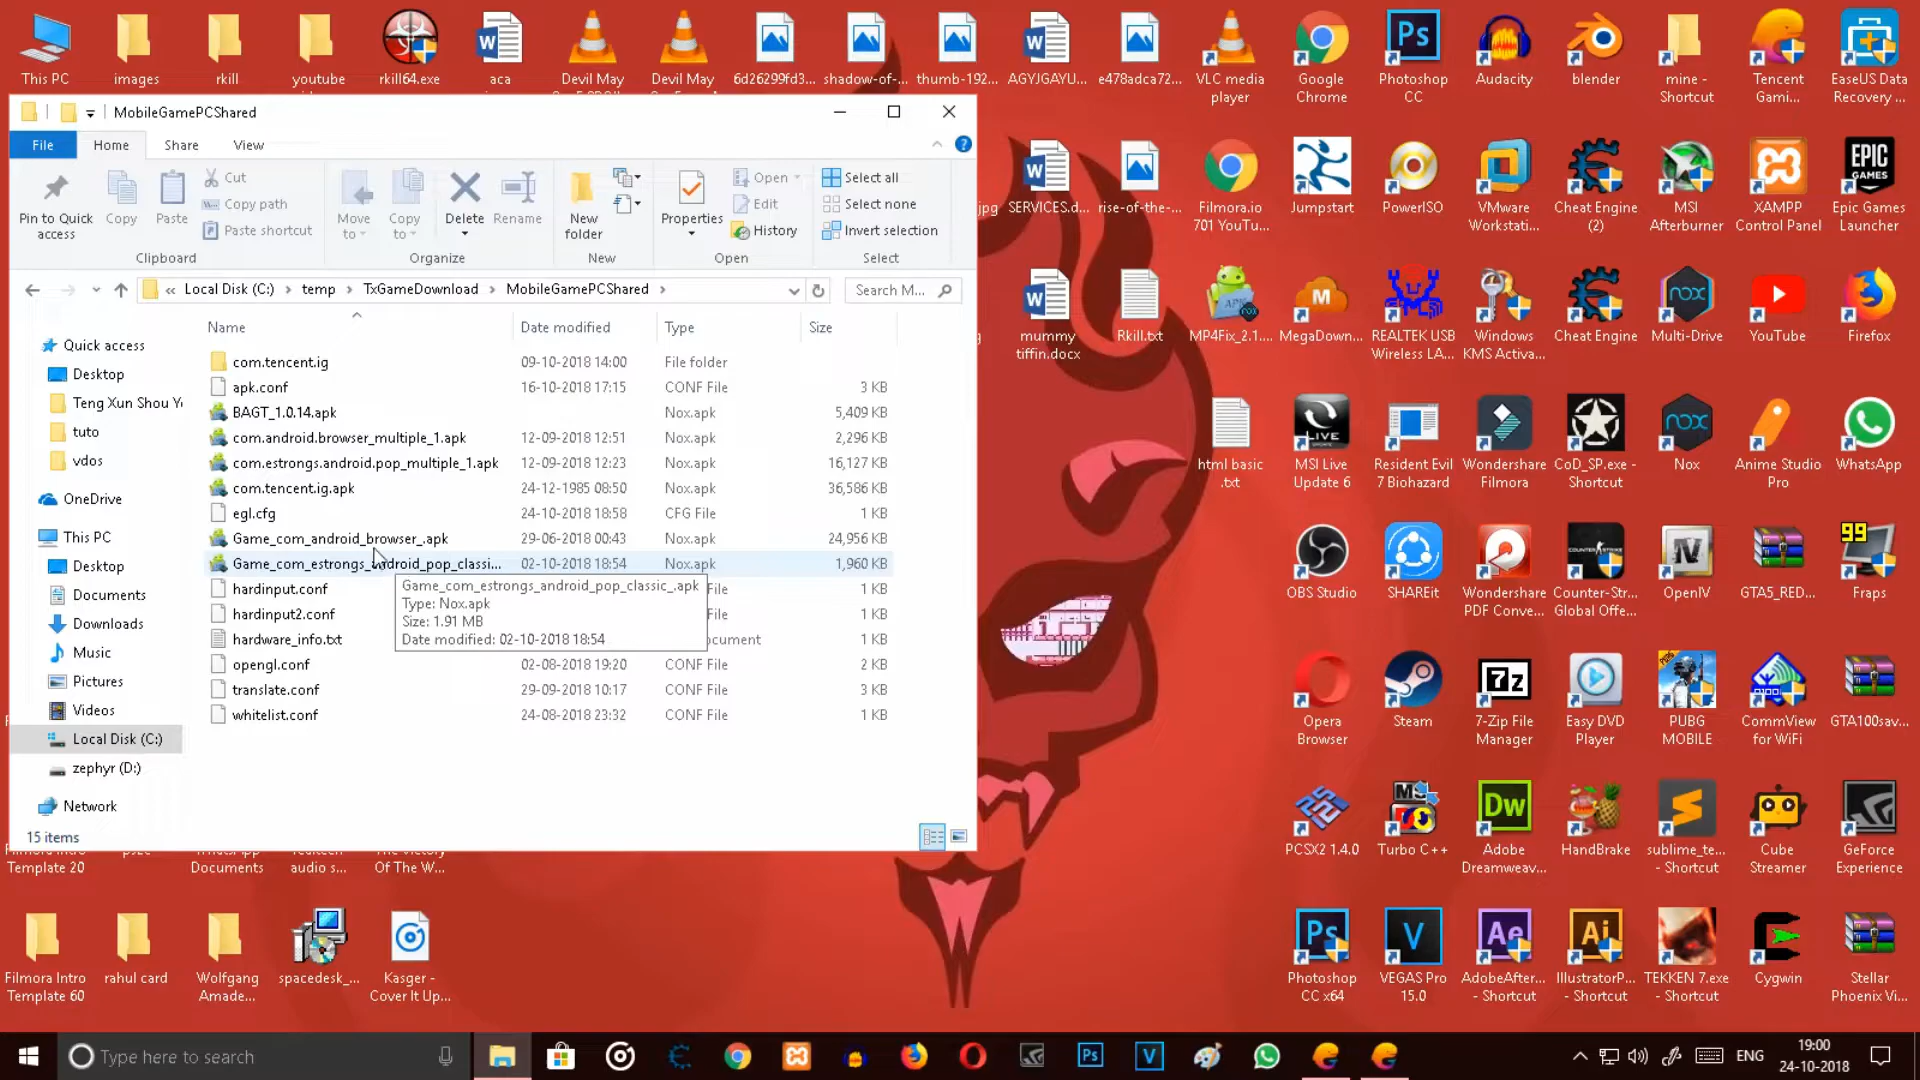 This PC
images
rkill
youtube
rkill64.exe
aca
Devil May
Devil May
6d26299fd3...
shadow-of-...
thumb-192...
AGYJGAYU...
e478adca72...
VLC media
player
Google
Chrome
Photoshop
CC
Audacity
blender
mine -
Shortcut
Tencent
Gami...
EaseUS Data
Recovery ...
MobileGamePCShared
File
Home
Share
View
Pin to Quick
access
Copy
Paste
Cut
Copy path
Paste shortcut
Clipboard
Move
to
Copy
to
Delete
Rename
Organize
New
folder
New
Properties
Open
Edit
History
Open
Select all
Select none
Invert selection
Select
jpg
SERVICES.d...
rise-of-the-...
Filmora.io
701 YouTu...
Jumpstart
PowerISO
VMware
Workstati...
Cheat Engine
(2)
MSI
Afterburner
XAMPP
Control Panel
EPIC
GAMES
Epic Games
Launcher
« Local Disk (C:) › temp › TxGameDownload › MobileGamePCShared ›
Search M...
mummy
tiffin.docx
Rkill.txt
MP4Fix_2.1....
MegaDown...
REALTEK USB
Wireless LA...
Windows
KMS Activa...
Cheat Engine
Multi-Drive
YouTube
Firefox
Name
Date modified
Type
Size
Quick access
Desktop
Teng Xun Shou Y
tuto
vdos
OneDrive
This PC
Desktop
Documents
Downloads
Music
Pictures
Videos
Local Disk (C:)
zephyr (D:)
Network
com.tencent.ig 09-10-2018 14:00 File folder
apk.conf 16-10-2018 17:15 CONF File 3 KB
BAGT_1.0.14.apk Nox.apk 5,409 KB
com.android.browser_multiple_1.apk 12-09-2018 12:51 Nox.apk 2,296 KB
com.estrongs.android.pop_multiple_1.apk 12-09-2018 12:23 Nox.apk 16,127 KB
com.tencent.ig.apk 24-12-1985 08:50 Nox.apk 36,586 KB
egl.cfg 24-10-2018 18:58 CFG File 1 KB
Game_com_android_browser_.apk 29-06-2018 00:43 Nox.apk 24,956 KB
Game_com_estrongs_android_pop_classi... 02-10-2018 18:54 Nox.apk 1,960 KB
hardinput.conf File 1 KB
hardinput2.conf File 1 KB
hardware_info.txt ocument 1 KB
opengl.conf 02-08-2018 19:20 CONF File 2 KB
translate.conf 29-09-2018 10:17 CONF File 3 KB
whitelist.conf 24-08-2018 23:32 CONF File 1 KB
Game_com_estrongs_android_pop_classic_.apk
Type: Nox.apk
Size: 1.91 MB
Date modified: 02-10-2018 18:54
15 items
html basic
.txt
LIVE
MSI Live
Update 6
Resident Evil
7 Biohazard
Wondershare
Filmora
CoD_SP.exe -
Shortcut
nox
Nox
Anime Studio
Pro
WhatsApp
OBS Studio
SHAREit
Wondershare
PDF Conve...
Counter-Str...
Global Offe...
OpenIV
GTA5_RED...
99
Fraps
Opera
Browser
Steam
7z
7-Zip File
Manager
Easy DVD
Player
PUBG
MOBILE
CommView
for WiFi
GTA100sav...
PCSX2 1.4.0
Turbo C++
Dw
Adobe
Dreamweav...
HandBrake
sublime_te...
- Shortcut
Cube
Streamer
GeForce
Experience
Template 20
Documents
audio s...
Of The W...
Filmora Intro
Template 60
rahul card
Wolfgang
Amade...
spacedesk_...
Kasger -
Cover It Up...
Ps
Photoshop
CC x64
V
VEGAS Pro
15.0
Ae
AdobeAfter...
- Shortcut
Ai
IllustratorP...
- Shortcut
TEKKEN 7.exe
- Shortcut
Cygwin
Stellar
Phoenix Vi...
Type here to search
ENG
19:00
24-10-2018